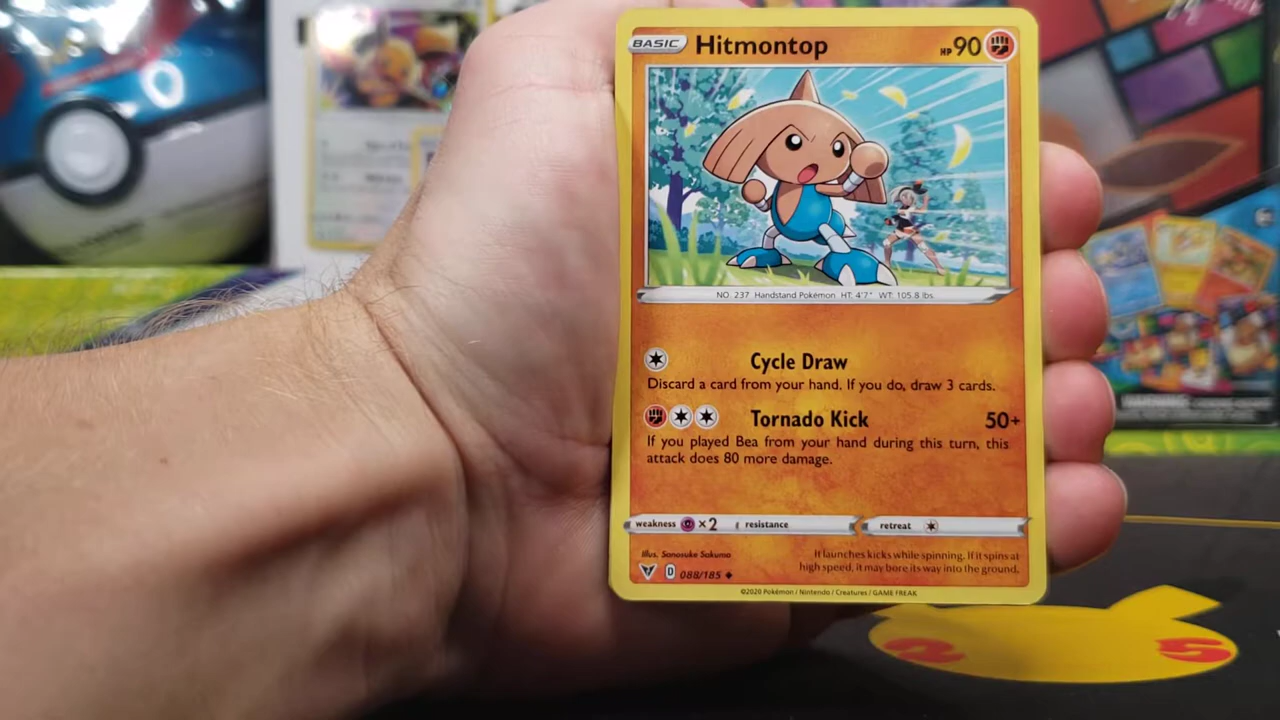 BASIC Hitmontop HP 90
NO. 237 Handstand Pokémon HT: 4'7" WT: 105.8 lbs.
Cycle Draw
Discard a card from your hand. If you do, draw 3 cards.
Tornado Kick 50+
If you played Bea from your hand during this turn, this
attack does 80 more damage.
weakness ×2 resistance retreat
Illus. Sanosuke Sakuma
It launches kicks while spinning. If it spins at
high speed, it may bore its way into the ground.
D 088/185
©2020 Pokémon / Nintendo / Creatures / GAME FREAK
2 5